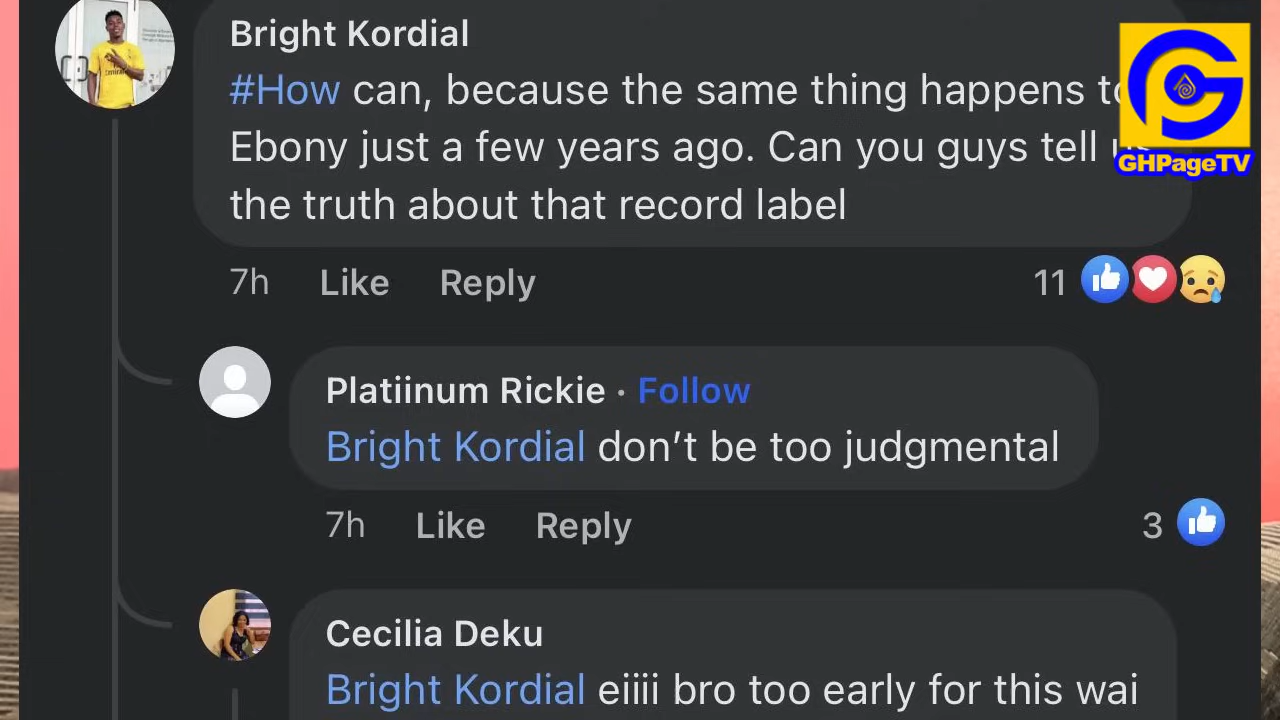 Bright Kordial
#How can, because the same thing happens to
Ebony just a few years ago. Can you guys tell us
the truth about that record label
GHPageTV
7h Like Reply 11
Platiinum Rickie · Follow
Bright Kordial don’t be too judgmental
7h Like Reply 3
Cecilia Deku
Bright Kordial eiiii bro too early for this wai